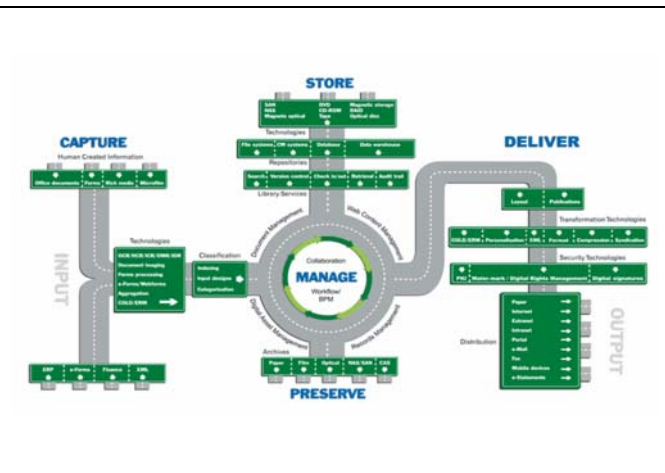 STORE
SAN DVD Magnetic storage
NAS CD-ROM RAID
Magnetic optical Tape Optical disc
Technologies
File systems CM systems Database Data warehouse
Repositories
Search Version control Check in/out Retrieval Audit trail
Library Services
CAPTURE
Human Created Information
Office documents Forms Rich media Microfilm
INPUT
Technologies
OCR/HCR/ICR/OMR/IDR
Document imaging
Forms processing
e-Forms/Webforms
Aggregation
COLD/ERM
Classification
Indexing
Input designs
Categorization
ERP e-Forms Finance XML
Document Management
Web Content Management
Collaboration
MANAGE
Workflow/
BPM
Digital Asset Management
Records Management
Archives
Paper Film Optical NAS/SAN CAS
PRESERVE
DELIVER
Layout Publications
Transformation Technologies
COLD/ERM Personalisation XML Format Compression Syndication
Security Technologies
PKI Water-mark / Digital Rights Management Digital signatures
Distribution
Paper
Internet
Extranet
Intranet
Portal
e-Mail
Fax
Mobile devices
e-Statements
OUTPUT